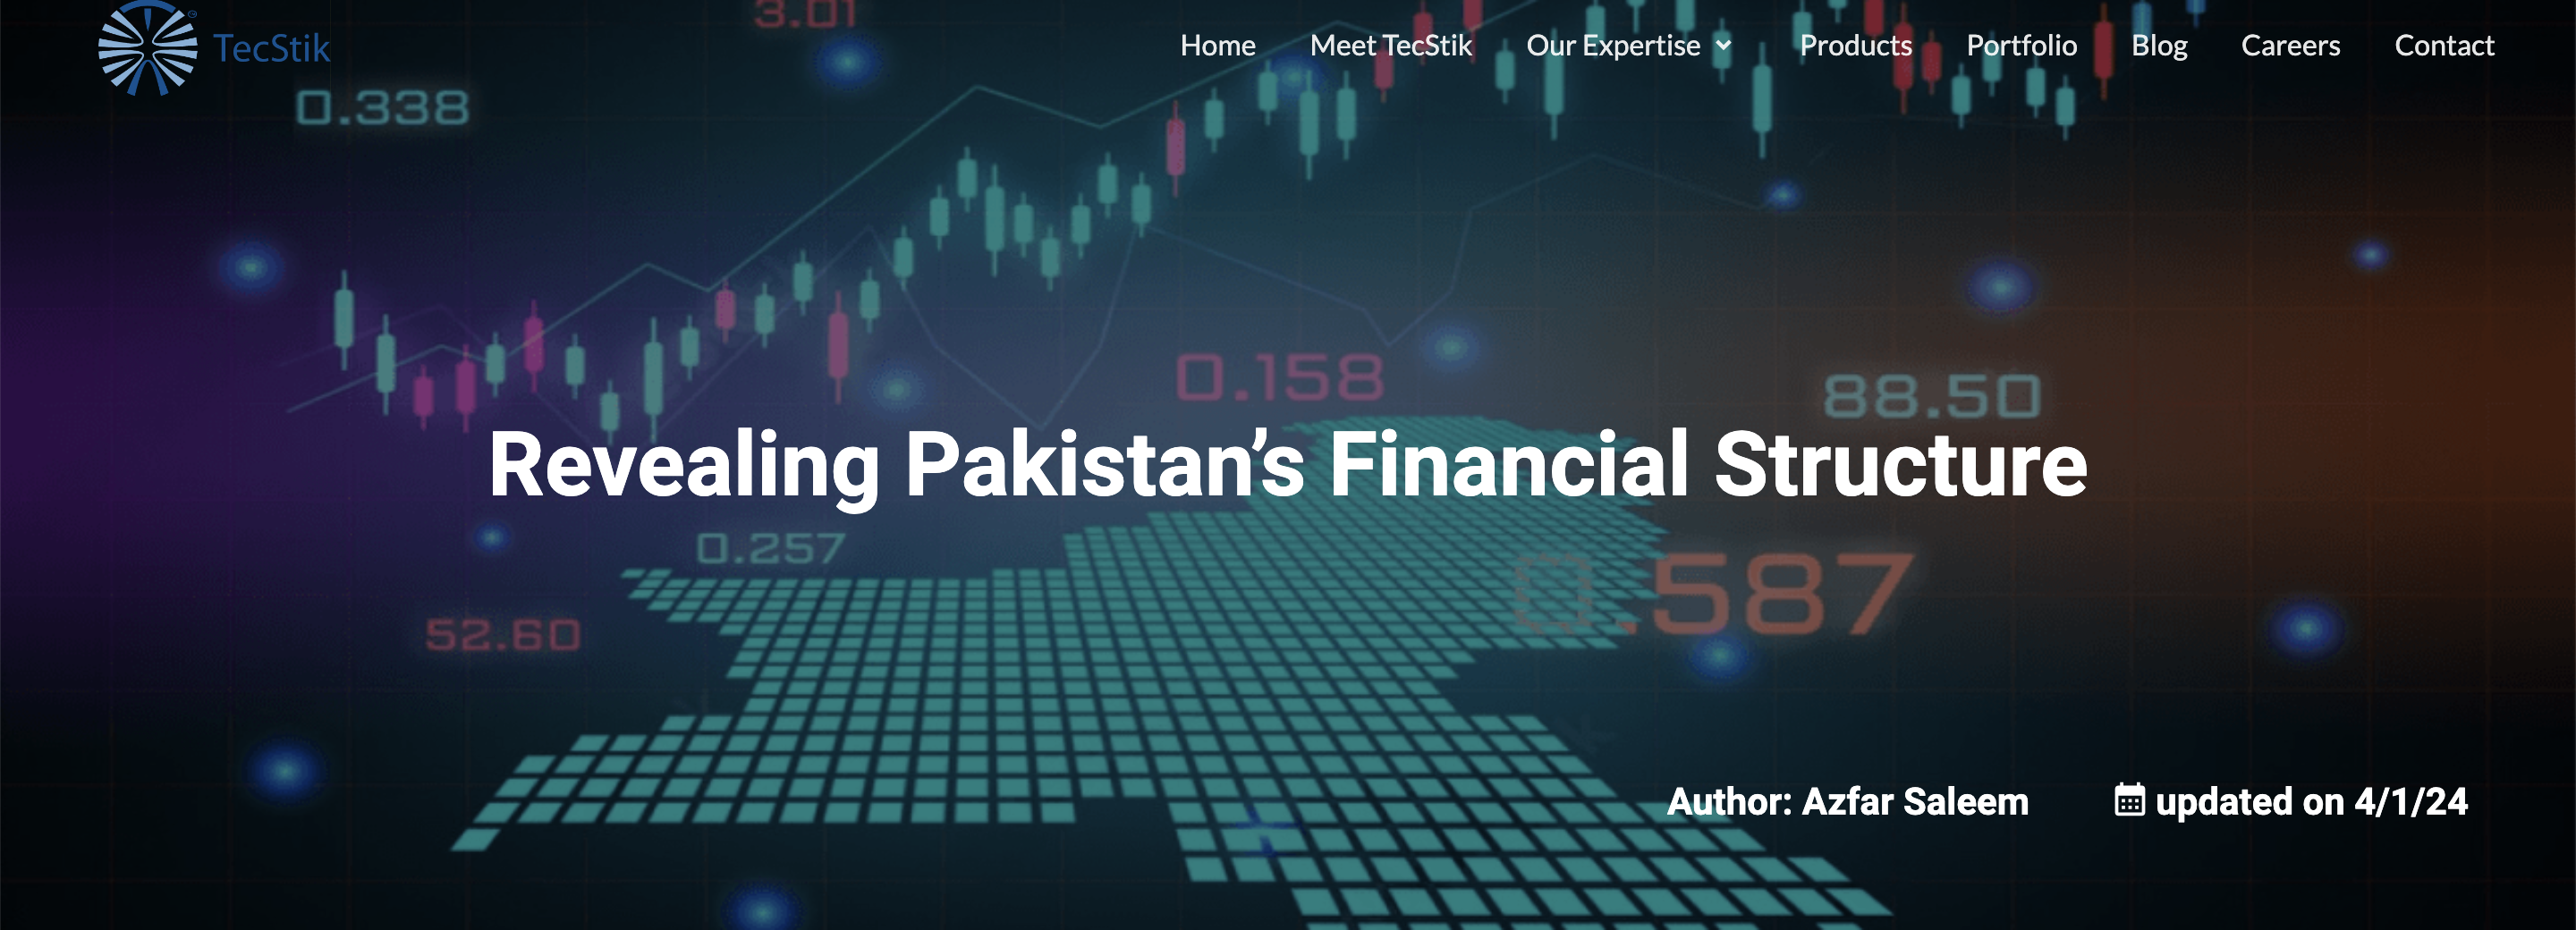 3.01
TecStik
Home Meet TecStik Our Expertise Products Portfolio Blog Careers Contact
0.338
0.158
88.50
Revealing Pakistan’s Financial Structure
0.257
0.587
52.60
Author: Azfar Saleem updated on 4/1/24